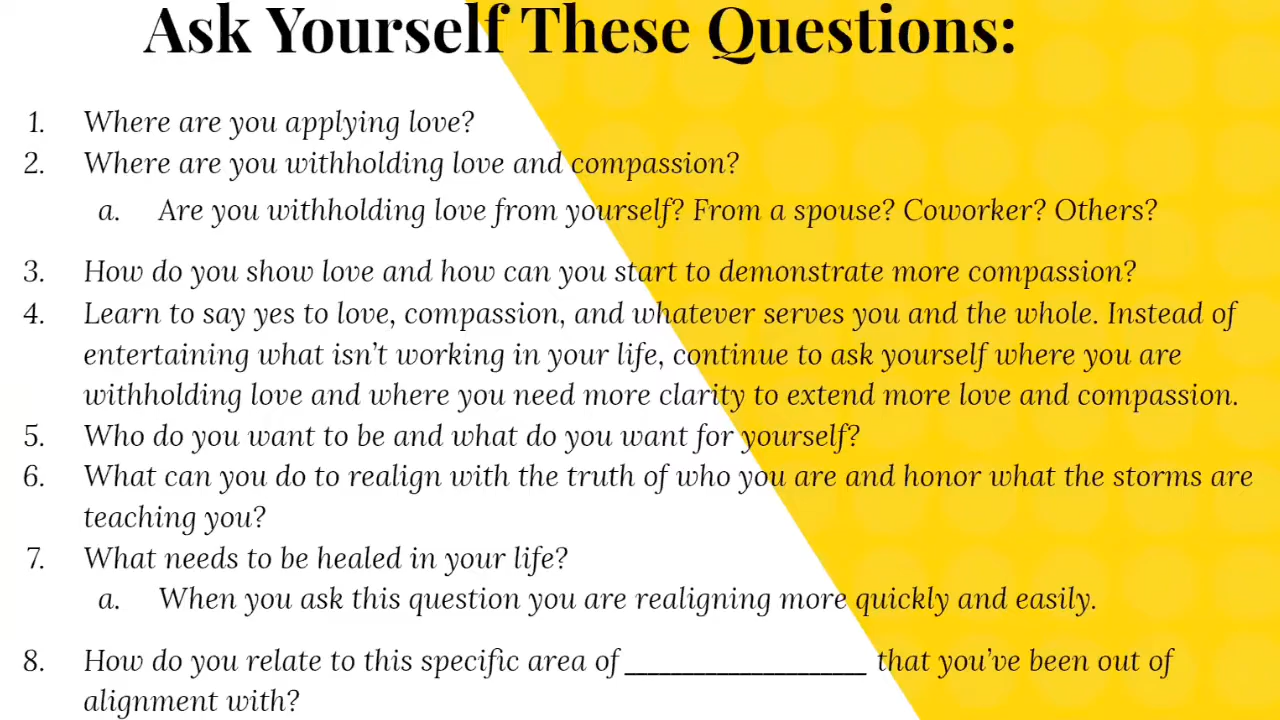 Ask Yourself These Questions:
1. Where are you applying love?
2. Where are you withholding love and compassion?
a. Are you withholding love from yourself? From a spouse? Coworker? Others?
3. How do you show love and how can you start to demonstrate more compassion?
4. Learn to say yes to love, compassion, and whatever serves you and the whole. Instead of
entertaining what isn't working in your life, continue to ask yourself where you are
withholding love and where you need more clarity to extend more love and compassion.
5. Who do you want to be and what do you want for yourself?
6. What can you do to realign with the truth of who you are and honor what the storms are
teaching you?
7. What needs to be healed in your life?
a. When you ask this question you are realigning more quickly and easily.
8. How do you relate to this specific area of ________________ that you've been out of
alignment with?